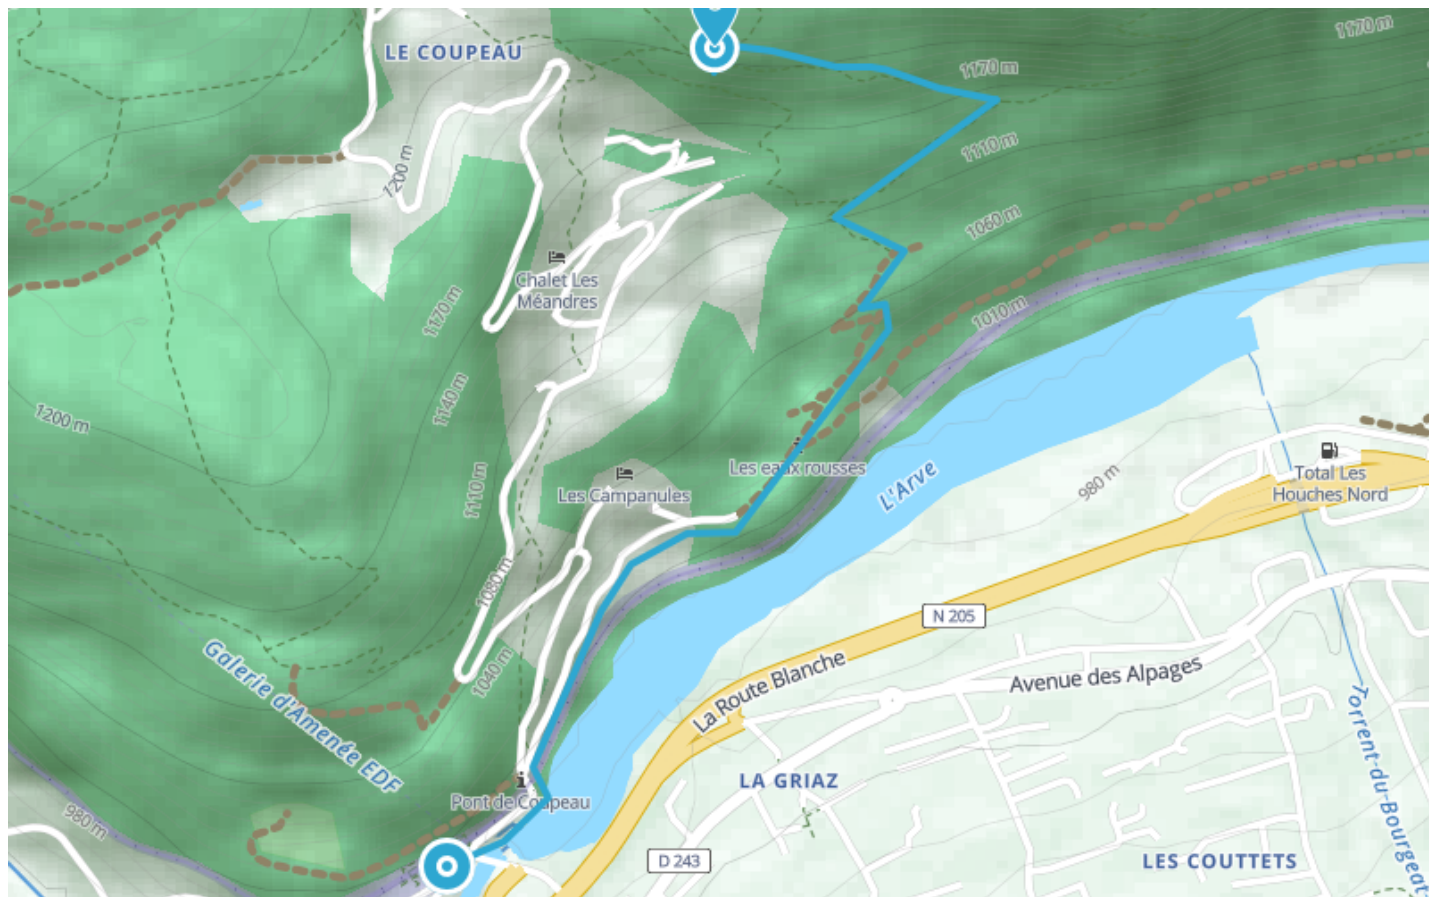 1170 m
LE COUPEAU
1170 m
1110 m
1200 m
1060 m
Chalet Les
Méandres
1170 m
1010 m
1140 m
1200 m
Les eaux rousses
L'Arve
980 m
Total Les
Houches Nord
Les Campanules
1110 m
1080 m
N 205
1040 m
La Route Blanche
Avenue des Alpages
Galerie d'Amenée EDF
Torrent-du-Bourgeat
LA GRIAZ
Pont de Coupeau
980 m
D 243
LES COUTTETS